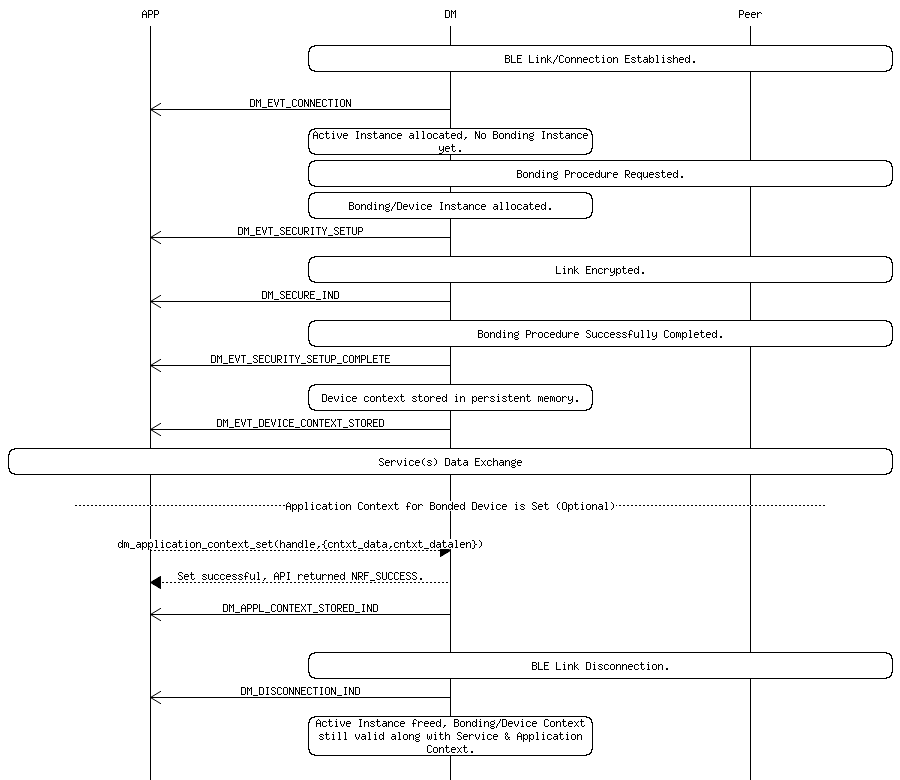 APP DM Peer
BLE Link/Connection Established.
DM_EVT_CONNECTION
Active Instance allocated, No Bonding Instance
yet.
Bonding Procedure Requested.
Bonding/Device Instance allocated.
DM_EVT_SECURITY_SETUP
Link Encrypted.
DM_SECURE_IND
Bonding Procedure Successfully Completed.
DM_EVT_SECURITY_SETUP_COMPLETE
Device context stored in persistent memory.
DM_EVT_DEVICE_CONTEXT_STORED
Service(s) Data Exchange
Application Context for Bonded Device is Set (Optional)
dm_application_context_set(handle,{cntxt_data,cntxt_datalen})
Set successful, API returned NRF_SUCCESS.
DM_APPL_CONTEXT_STORED_IND
BLE Link Disconnection.
DM_DISCONNECTION_IND
Active Instance freed, Bonding/Device Context
still valid along with Service & Application
Context.